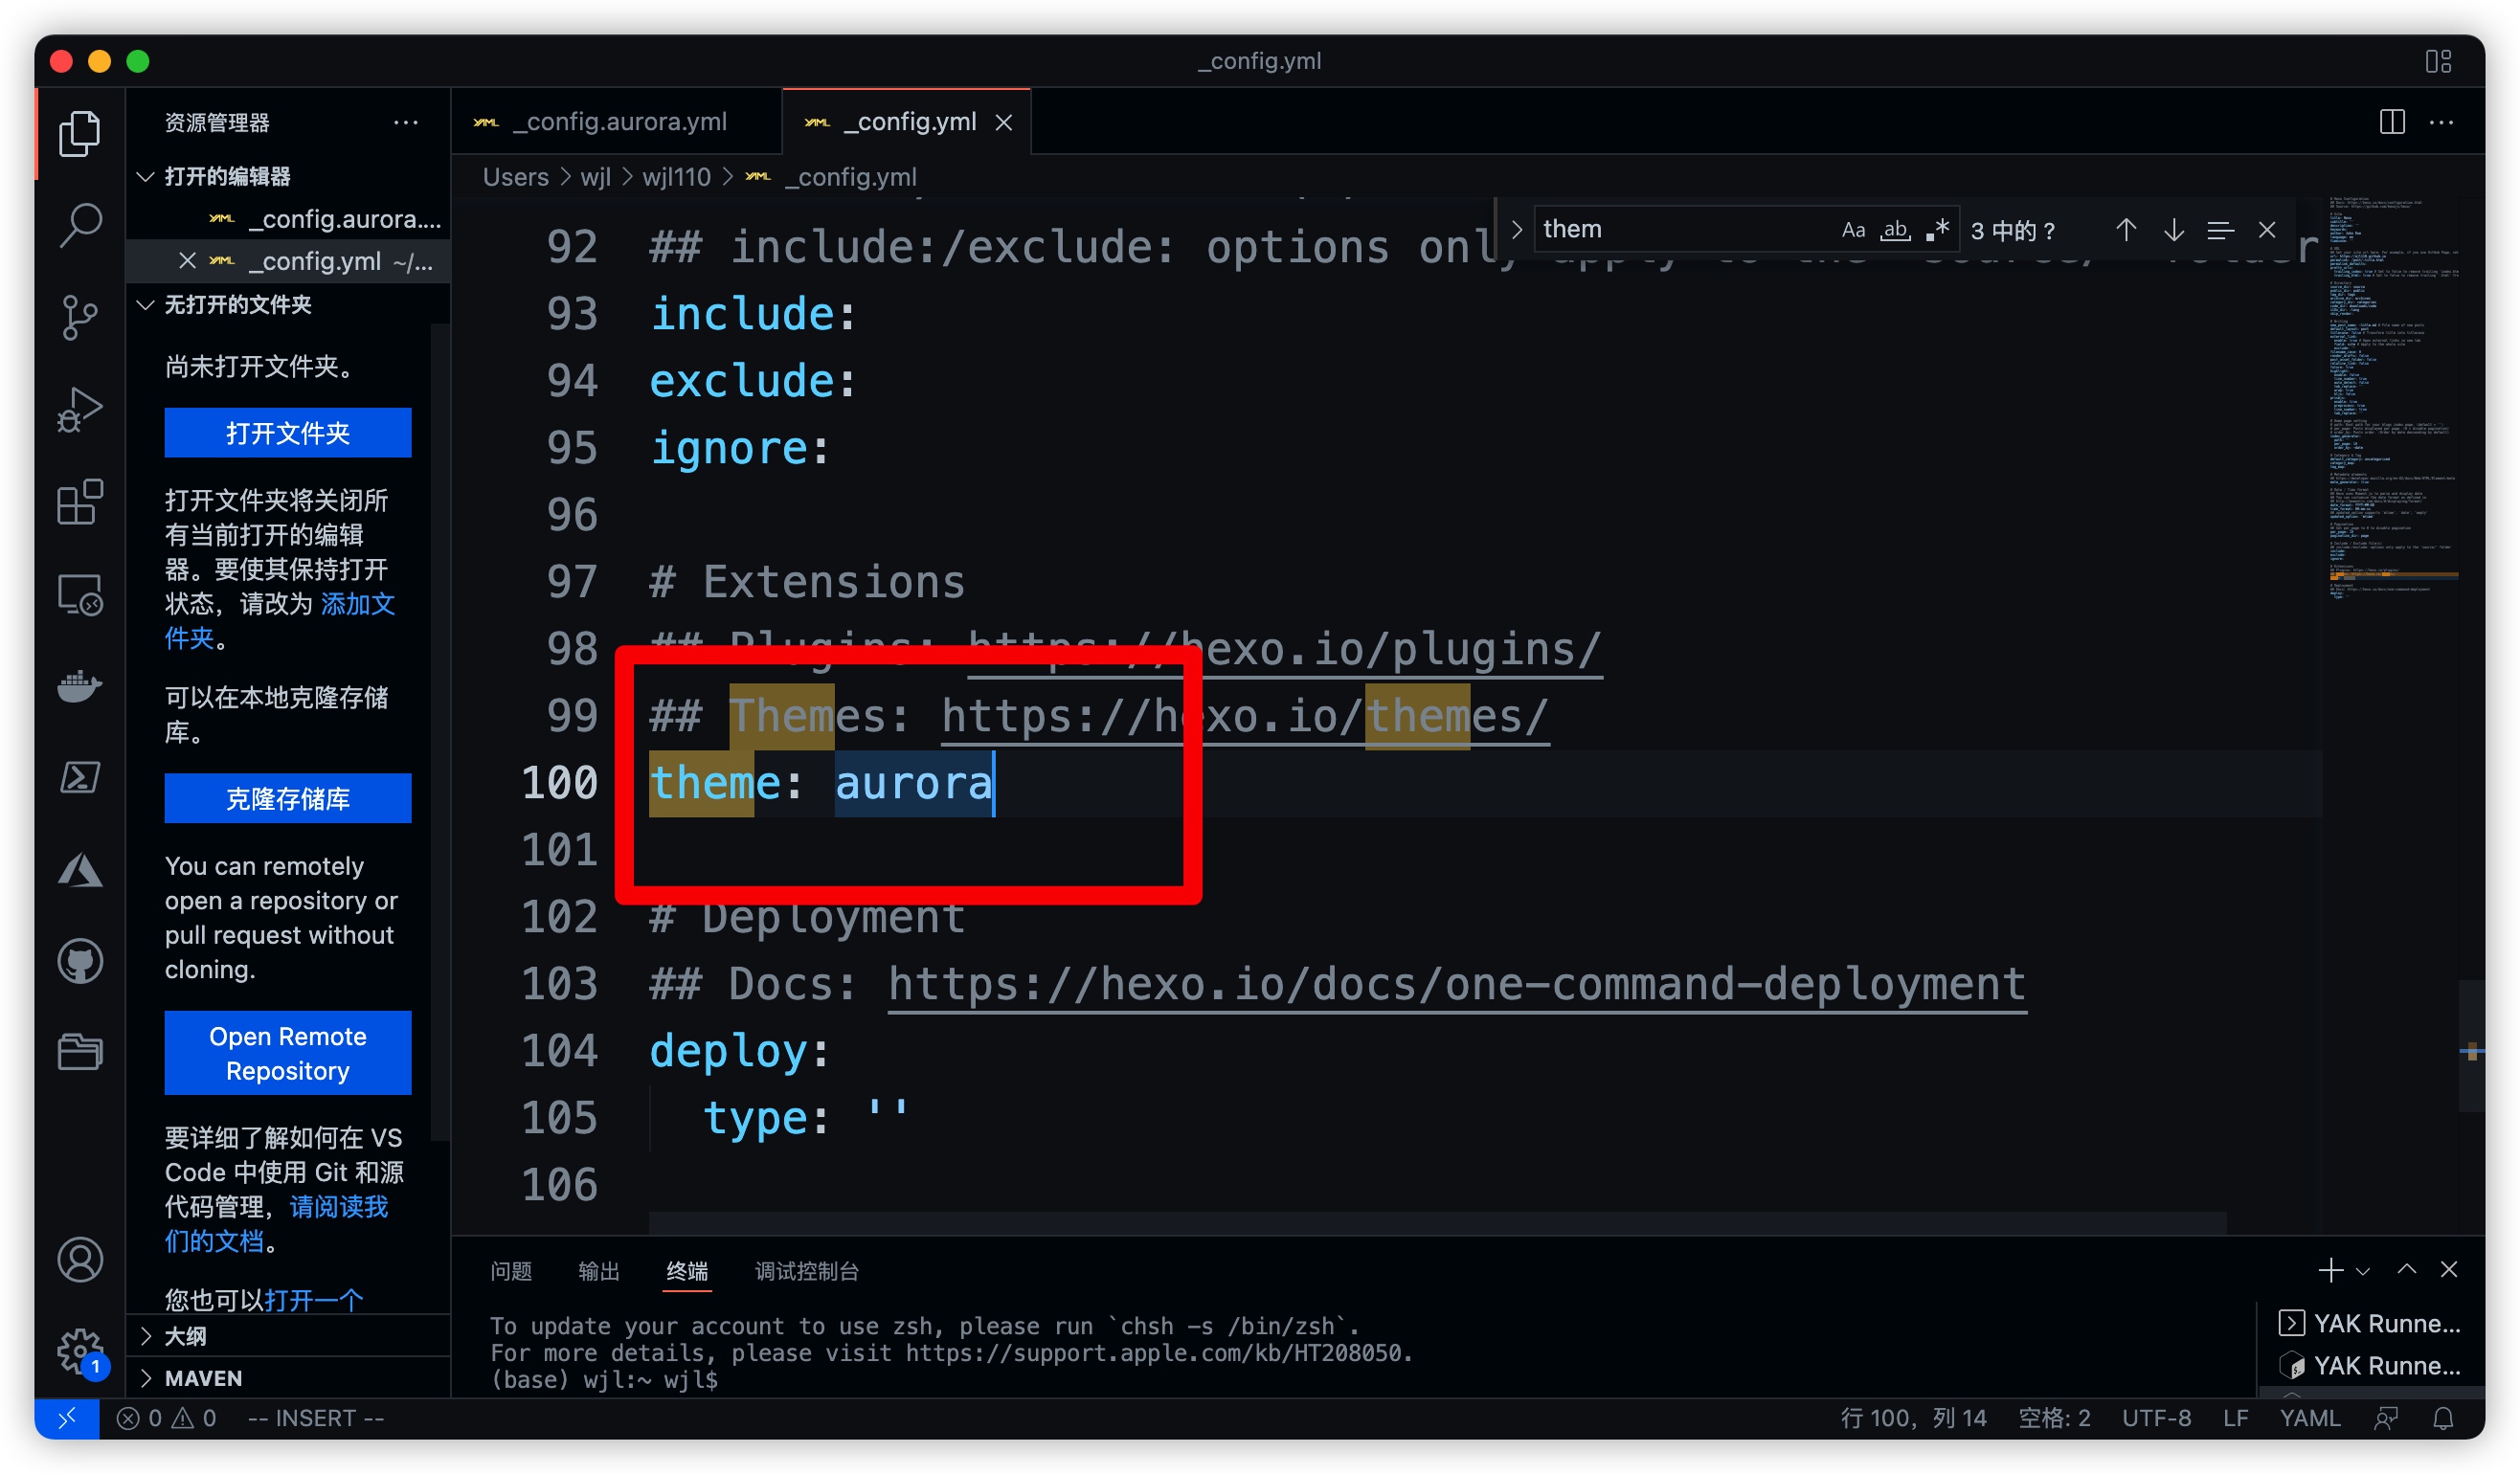 _config.yml
资源管理器
打开的编辑器
_config.aurora....
_config.yml ~/...
无打开的文件夹
尚未打开文件夹。
打开文件夹
打开文件夹将关闭所
有当前打开的编辑
器。要使其保持打开
状态，请改为 添加文
件夹。
可以在本地克隆存储
库。
克隆存储库
You can remotely
open a repository or
pull request without
cloning.
Open Remote
Repository
要详细了解如何在 VS
Code 中使用 Git 和源
代码管理，请阅读我
们的文档。
您也可以打开一个
大纲
MAVEN
1
_config.aurora.yml
_config.yml
Users > wjl > wjl110 > _config.yml
them
Aa ab .* 3 中的 ?
92 ## include:/exclude: options only apply to the
93 include:
94 exclude:
95 ignore:
96
97 # Extensions
98 ## Plugins: https://hexo.io/plugins/
99 ## Themes: https://hexo.io/themes/
100 theme: aurora
101
102 # Deployment
103 ## Docs: https://hexo.io/docs/one-command-deployment
104 deploy:
105 type: ''
106
问题 输出 终端 调试控制台
To update your account to use zsh, please run `chsh -s /bin/zsh`.
For more details, please visit https://support.apple.com/kb/HT208050.
(base) wjl:~ wjl$
YAK Runne...
YAK Runne...
0 0 -- INSERT --
行 100，列 14 空格: 2 UTF-8 LF YAML